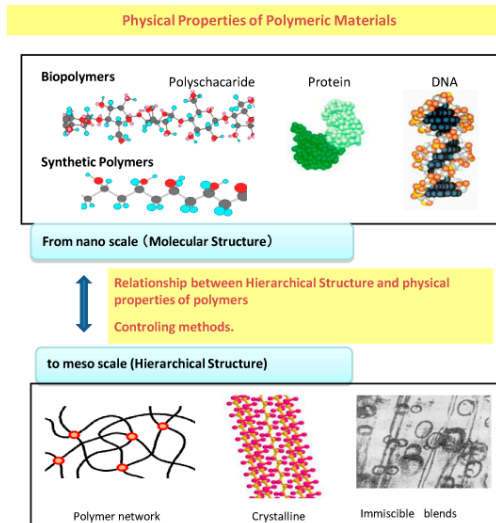 Physical Properties of Polymeric Materials
Biopolymers
Polyschacaride
Protein
DNA
Synthetic Polymers
From nano scale (Molecular Structure)
Relationship between Hierarchical Structure and physical
properties of polymers
Controling methods.
to meso scale (Hierarchical Structure)
Polymer network
Crystalline
Immiscible blends